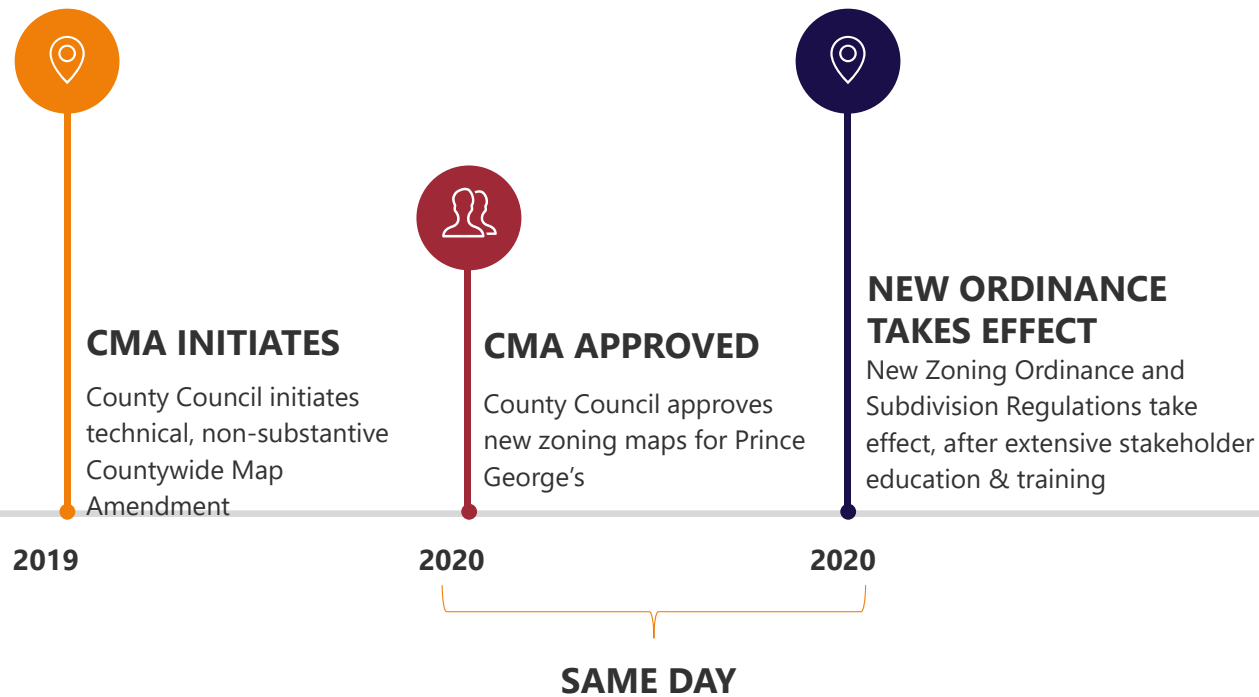 CMA INITIATES
County Council initiates
technical, non-substantive
Countywide Map
Amendment
2019
CMA APPROVED
County Council approves
new zoning maps for Prince
George’s
2020
NEW ORDINANCE
TAKES EFFECT
New Zoning Ordinance and
Subdivision Regulations take
effect, after extensive stakeholder
education & training
2020
SAME DAY